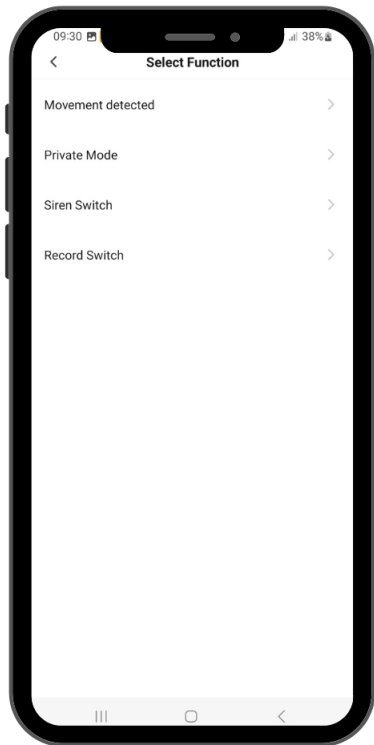 09:30 38%
Select Function
Movement detected
Private Mode
Siren Switch
Record Switch